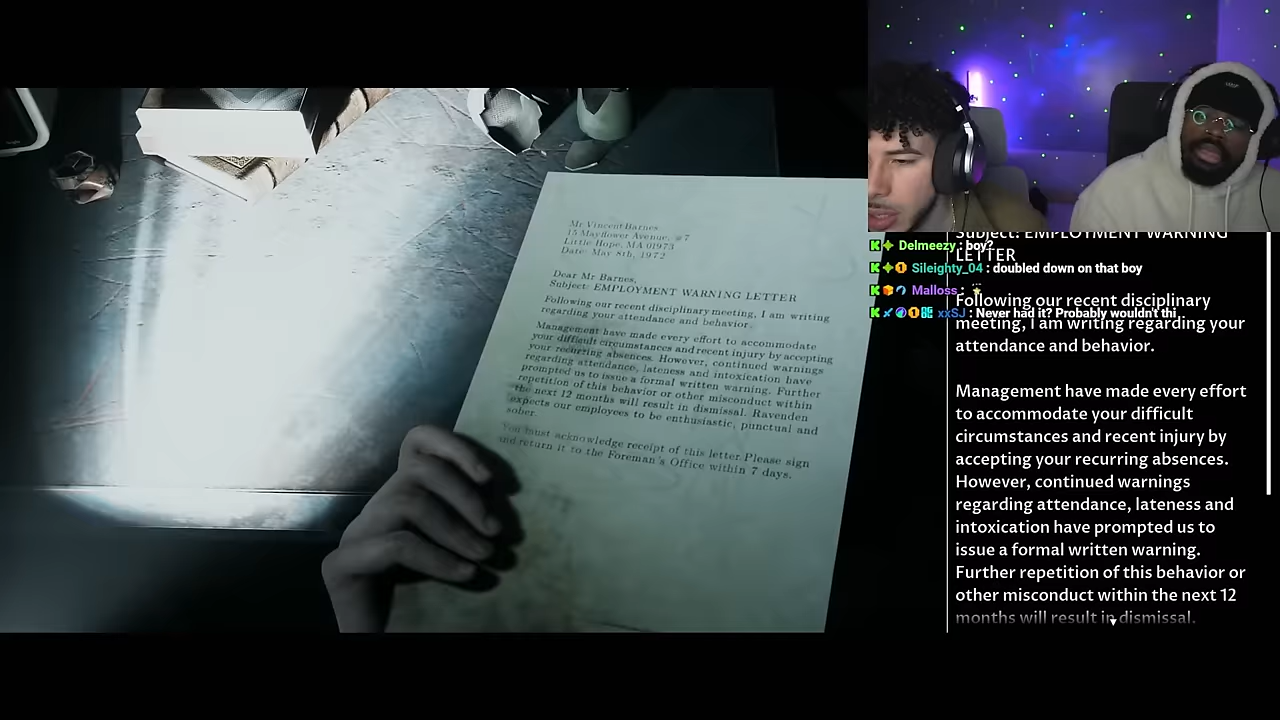 Mr Vincent Barnes
15 Mayflower Avenue, #7
Little Hope, MA 01973
Date: May 8th, 1972
Dear Mr Barnes,
Subject: EMPLOYMENT WARNING LETTER
Following our recent disciplinary meeting, I am writing
regarding your attendance and behavior.
Management have made every effort to accommodate
your difficult circumstances and recent injury by accepting
your recurring absences. However, continued warnings
regarding attendance, lateness and intoxication have
prompted us to issue a formal written warning. Further
repetition of this behavior or other misconduct within
the next 12 months will result in dismissal. Ravenden
expects our employees to be enthusiastic, punctual and
sober.
You must acknowledge receipt of this letter. Please sign
and return it to the Foreman's Office within 7 days.
Subject: EMPLOYMENT WARNING
LETTER
Delmeezy : boy?
Sileighty_04 : doubled down on that boy
Malloss :
xxSJ : Never had it? Probably wouldn't thi
Following our recent disciplinary
meeting, I am writing regarding your
attendance and behavior.
Management have made every effort
to accommodate your difficult
circumstances and recent injury by
accepting your recurring absences.
However, continued warnings
regarding attendance, lateness and
intoxication have prompted us to
issue a formal written warning.
Further repetition of this behavior or
other misconduct within the next 12
months will result in dismissal.